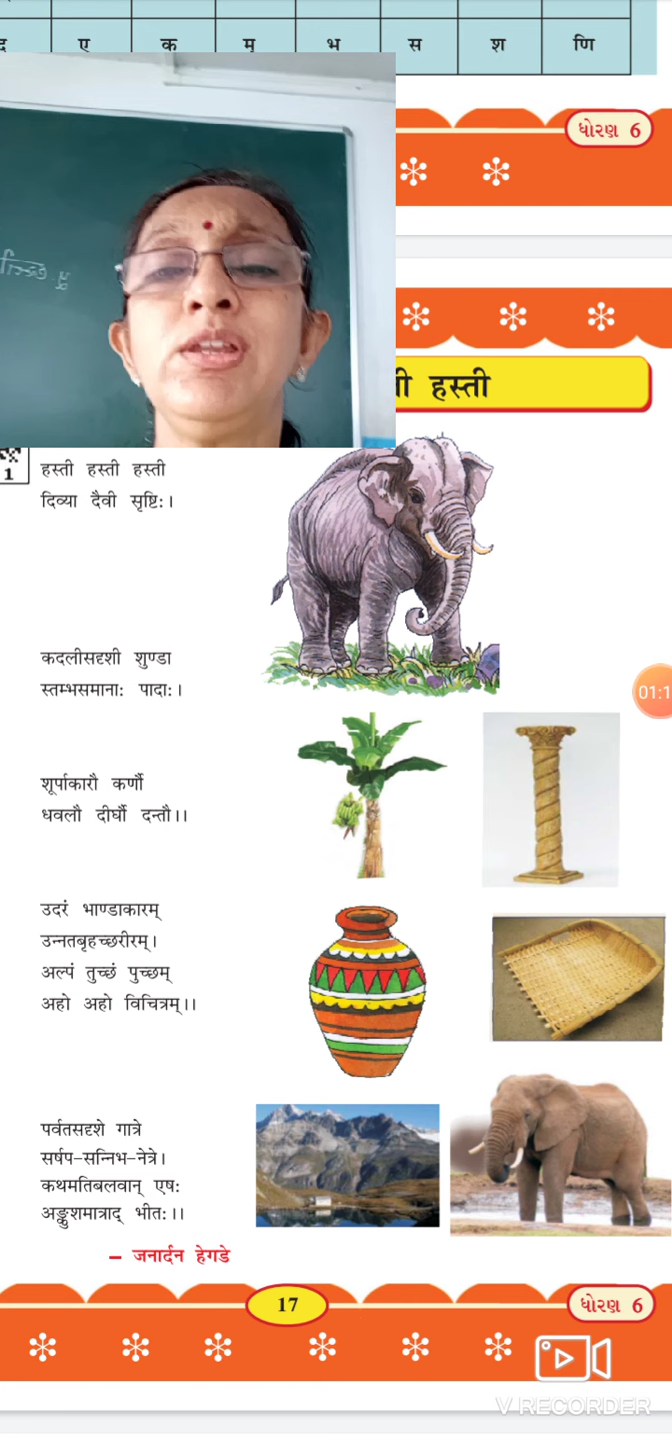 ए क मृ भ स श णि
ધોરણ 6
हस्ती
1
हस्ती हस्ती हस्ती
दिव्या दैवी सृष्टिः।
कदलीसदृशी शुण्डा
स्तम्भसमानाः पादाः।
01:1
शूर्पाकारौ कर्णौ
धवलौ दीर्घौ दन्तौ।।
उदरं भाण्डाकारम्
उन्नतबृहच्छरीरम्।
अल्पं तुच्छं पुच्छम्
अहो अहो विचित्रम्।।
पर्वतसदृशे गात्रे
सर्षप-सन्निभ-नेत्रे।
कथमतिबलवान् एषः
अङ्कुशमात्राद् भीतः।।
– जनार्दन हेगडे
17
ધોરણ 6
V RECORDER